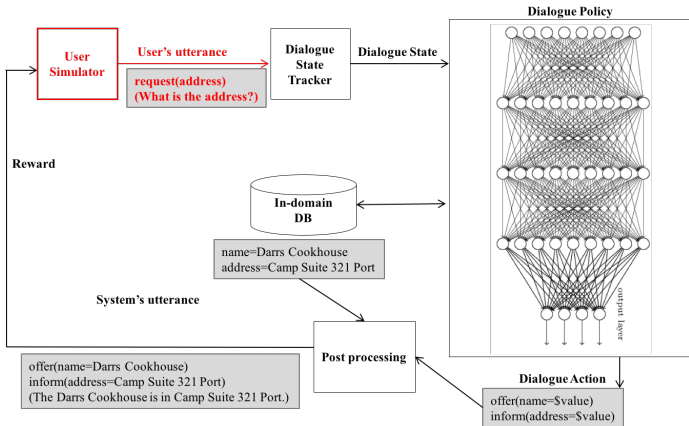 Dialogue Policy
User
Simulator
User's utterance
request(address)
(What is the address?)
Dialogue
State
Tracker
Dialogue State
Reward
In-domain
DB
name=Darrs Cookhouse
address=Camp Suite 321 Port
output layer
System's utterance
Post processing
offer(name=Darrs Cookhouse)
inform(address=Camp Suite 321 Port)
(The Darrs Cookhouse is in Camp Suite 321 Port.)
Dialogue Action
offer(name=$value)
inform(address=$value)